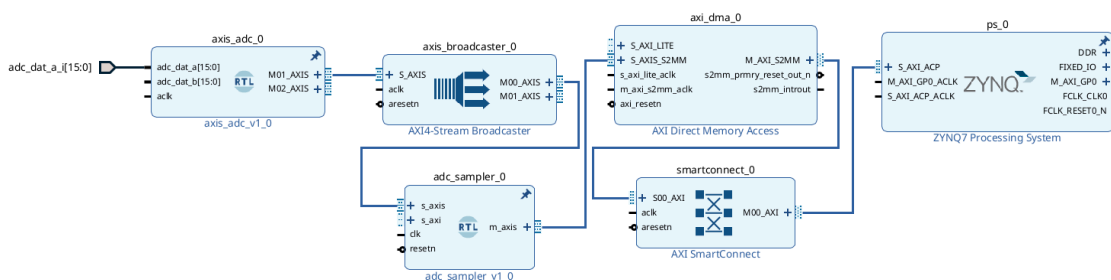 adc_dat_a_i[15:0]
axis_adc_0
adc_dat_a[15:0]
adc_dat_b[15:0]
aclk
RTL
M01_AXIS
M02_AXIS
axis_adc_v1_0
axis_broadcaster_0
S_AXIS
aclk
aresetn
M00_AXIS
M01_AXIS
AXI4-Stream Broadcaster
adc_sampler_0
s_axis
s_axi
clk
resetn
RTL
m_axis
adc_sampler_v1_0
axi_dma_0
S_AXI_LITE
S_AXIS_S2MM
s_axi_lite_aclk
m_axi_s2mm_aclk
axi_resetn
M_AXI_S2MM
s2mm_prmry_reset_out_n
s2mm_introut
AXI Direct Memory Access
smartconnect_0
S00_AXI
aclk
aresetn
M00_AXI
AXI SmartConnect
ps_0
S_AXI_ACP
M_AXI_GP0_ACLK
S_AXI_ACP_ACLK
ZYNQ
DDR
FIXED_IO
M_AXI_GP0
FCLK_CLK0
FCLK_RESET0_N
ZYNQ7 Processing System